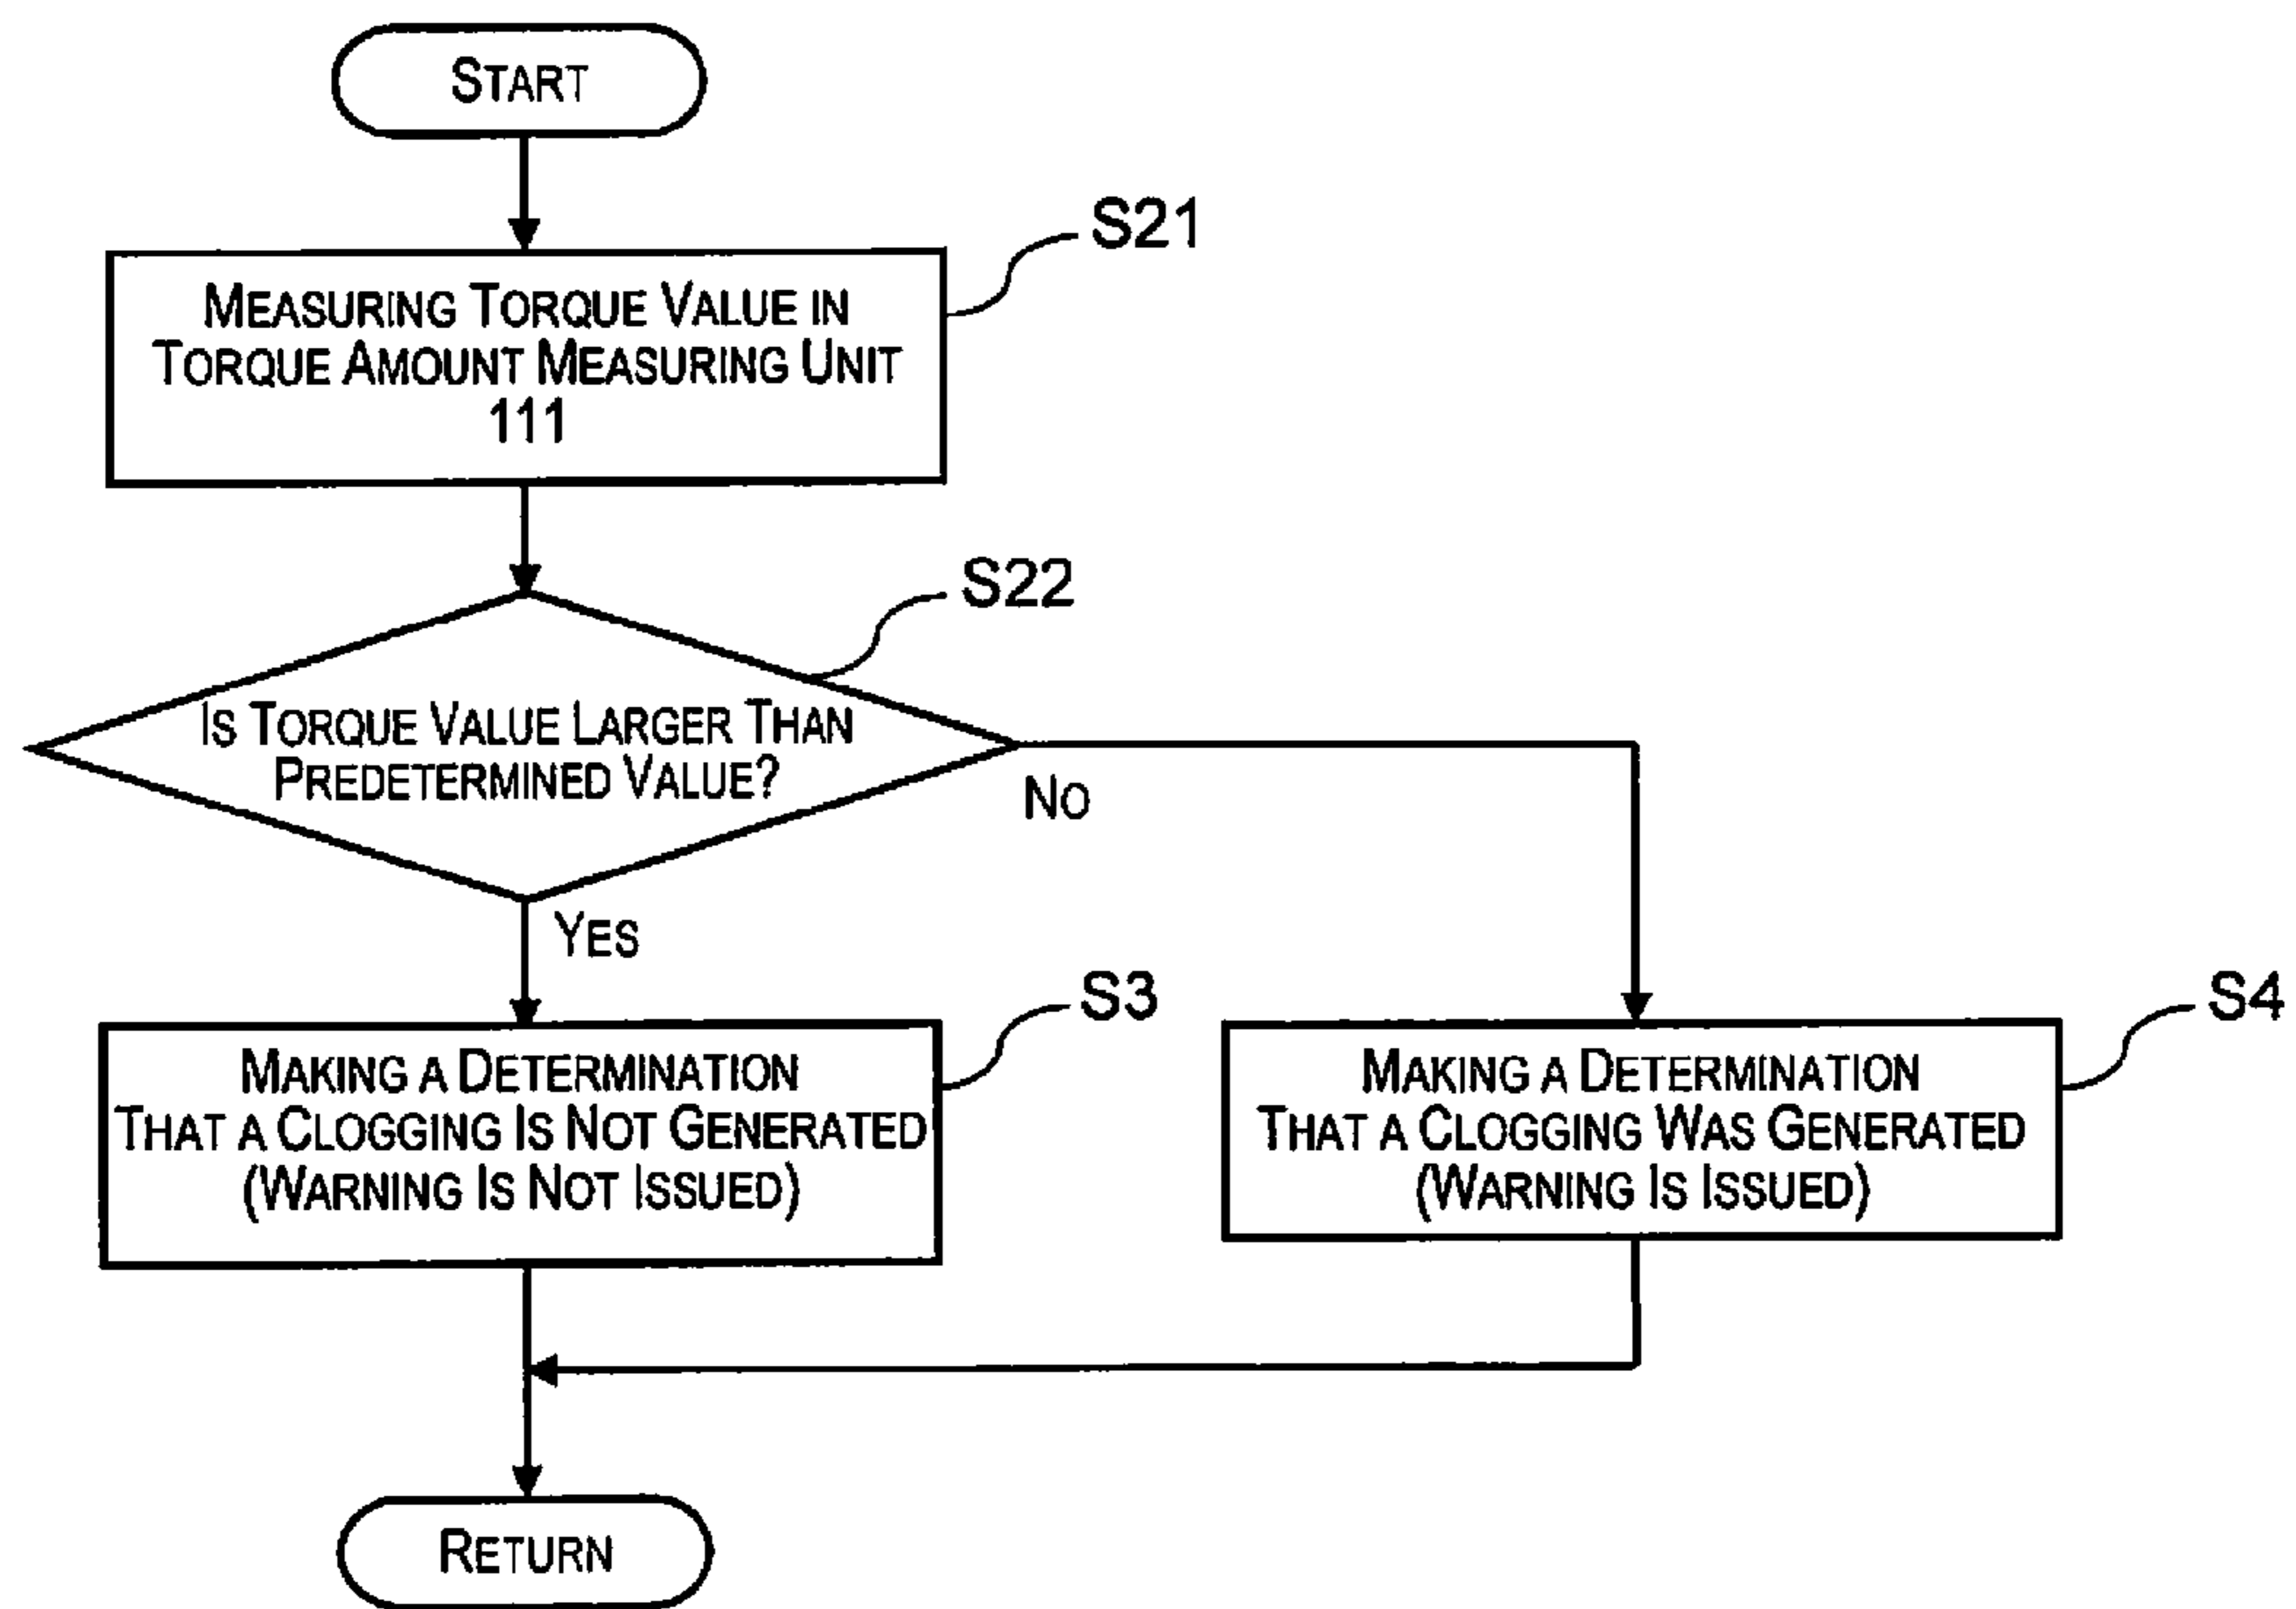 START
S21
MEASURING TORQUE VALUE IN
TORQUE AMOUNT MEASURING UNIT
111
S22
IS TORQUE VALUE LARGER THAN
PREDETERMINED VALUE?
NO
YES
S3
MAKING A DETERMINATION
THAT A CLOGGING IS NOT GENERATED
(WARNING IS NOT ISSUED)
S4
MAKING A DETERMINATION
THAT A CLOGGING WAS GENERATED
(WARNING IS ISSUED)
RETURN